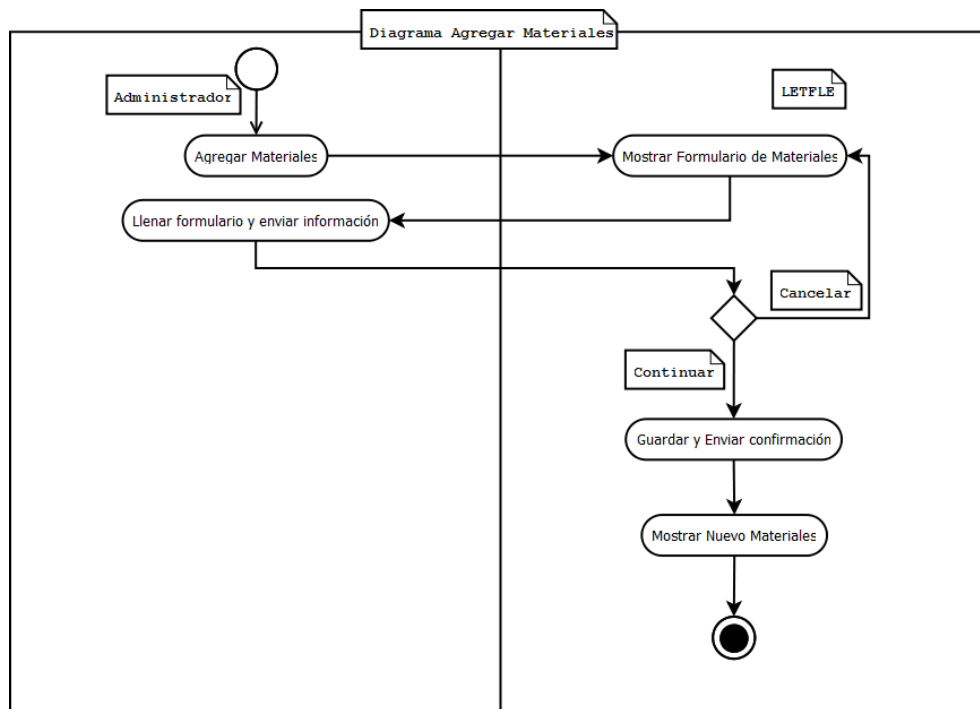 Diagrama Agregar Materiales
Administrador
LETFLE
Agregar Materiales
Mostrar Formulario de Materiales
Llenar formulario y enviar información
Cancelar
Continuar
Guardar y Enviar confirmación
Mostrar Nuevo Materiales